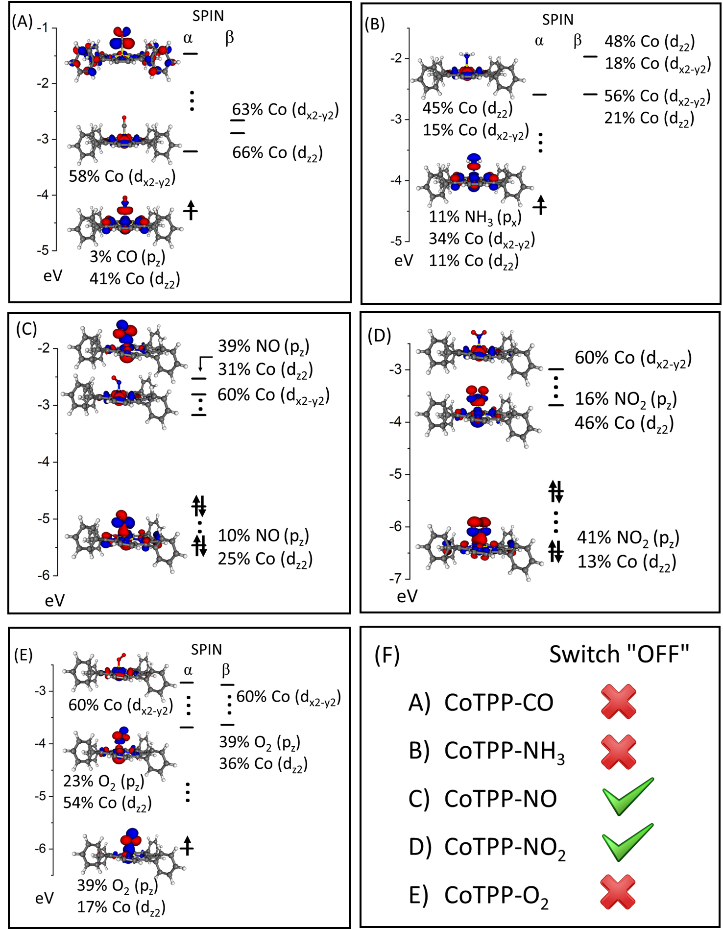 (A)
SPIN
α β
-1
-2
-3
-4
-5
eV
63% Co (dx2-y2)
66% Co (dz2)
58% Co (dx2-y2)
3% CO (pz)
41% Co (dz2)
(B)
SPIN
α β
-2
-3
-4
-5
eV
48% Co (dz2)
18% Co (dx2-y2)
56% Co (dx2-y2)
21% Co (dz2)
45% Co (dz2)
15% Co (dx2-y2)
11% NH3 (px)
34% Co (dx2-y2)
11% Co (dz2)
(C)
-2
-3
-4
-5
-6
eV
39% NO (pz)
31% Co (dz2)
60% Co (dx2-y2)
10% NO (pz)
25% Co (dz2)
(D)
-3
-4
-5
-6
-7
eV
60% Co (dx2-y2)
16% NO2 (pz)
46% Co (dz2)
41% NO2 (pz)
13% Co (dz2)
(E)
SPIN
α β
-3
-4
-5
-6
eV
60% Co (dx2-y2)
60% Co (dx2-y2)
39% O2 (pz)
36% Co (dz2)
23% O2 (pz)
54% Co (dz2)
39% O2 (pz)
17% Co (dz2)
(F)
Switch "OFF"
A) CoTPP-CO
B) CoTPP-NH3
C) CoTPP-NO
D) CoTPP-NO2
E) CoTPP-O2